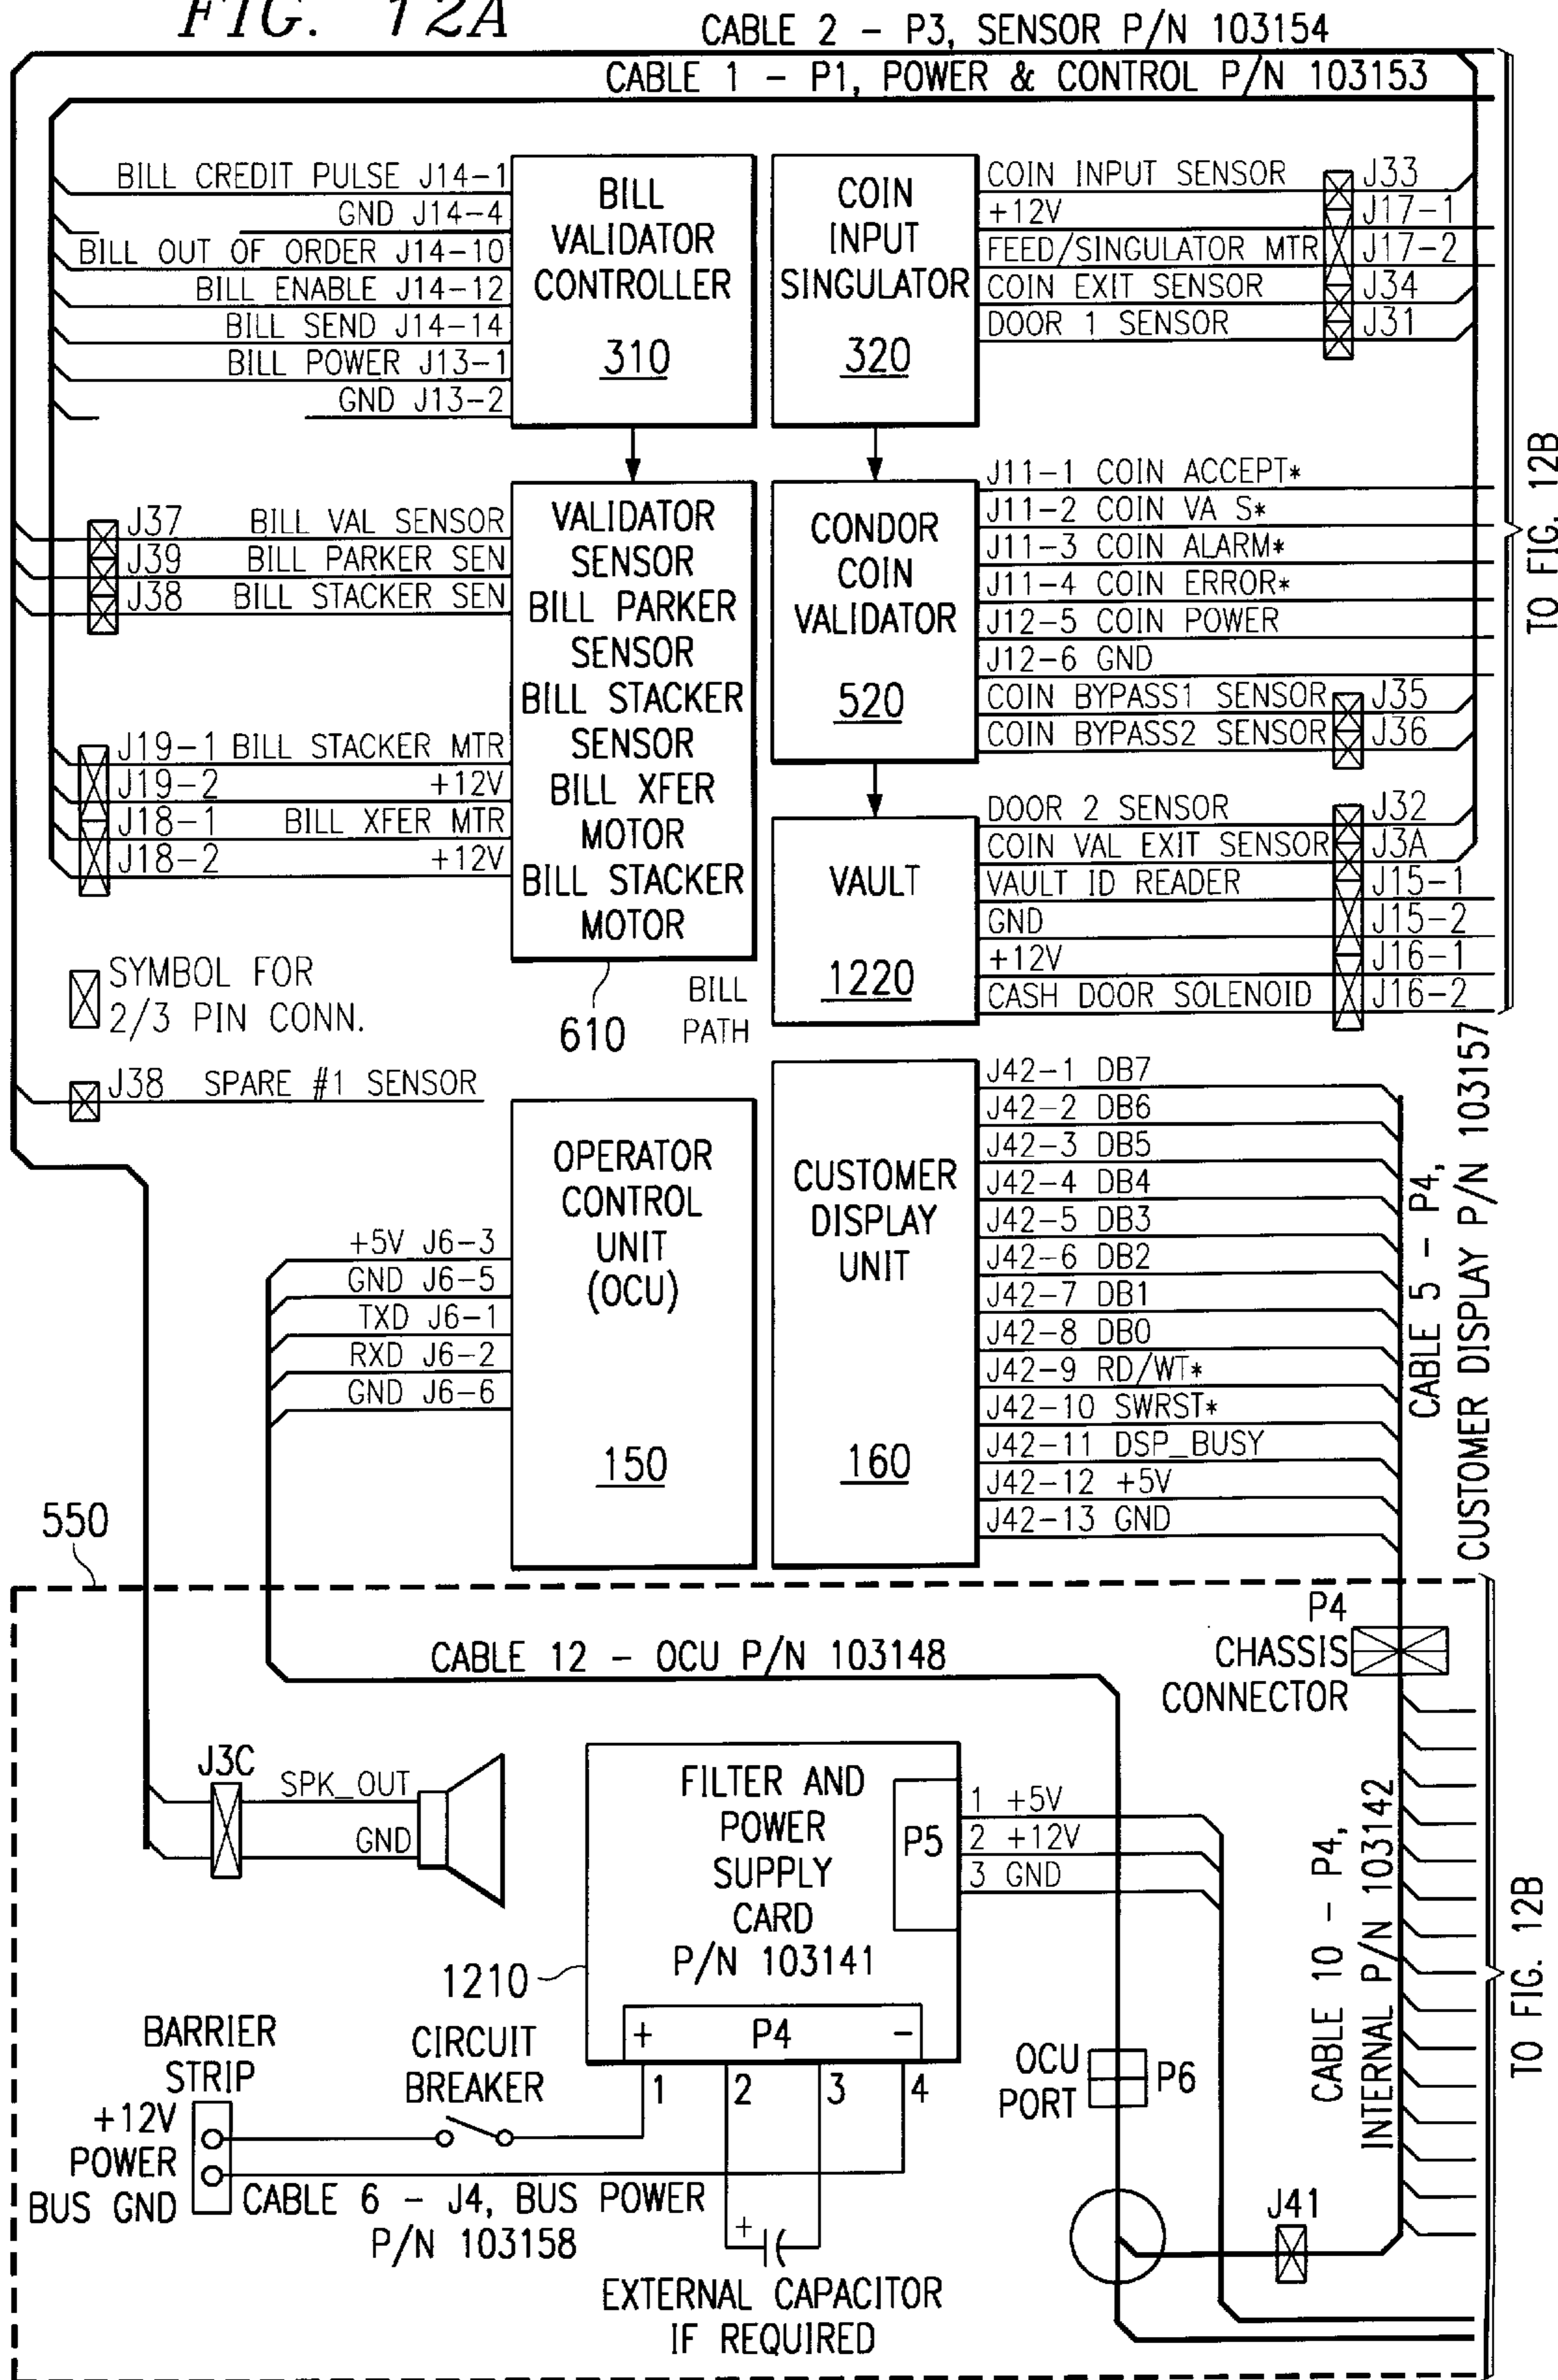 FIG. 12A
CABLE 2 - P3, SENSOR P/N 103154
CABLE 1 - P1, POWER & CONTROL P/N 103153
BILL CREDIT PULSE J14-1
GND J14-4
BILL OUT OF ORDER J14-10
BILL ENABLE J14-12
BILL SEND J14-14
BILL POWER J13-1
GND J13-2
BILL
VALIDATOR
CONTROLLER
310
COIN
INPUT
SINGULATOR
320
COIN INPUT SENSOR J33
+12V J17-1
FEED/SINGULATOR MTR J17-2
COIN EXIT SENSOR J34
DOOR 1 SENSOR J31
TO FIG. 12B
J37 BILL VAL SENSOR
J39 BILL PARKER SEN
J38 BILL STACKER SEN
J19-1 BILL STACKER MTR
J19-2 +12V
J18-1 BILL XFER MTR
J18-2 +12V
VALIDATOR
SENSOR
BILL PARKER
SENSOR
BILL STACKER
SENSOR
BILL XFER
MOTOR
BILL STACKER
MOTOR
610
BILL
PATH
CONDOR
COIN
VALIDATOR
520
J11-1 COIN ACCEPT*
J11-2 COIN VA S*
J11-3 COIN ALARM*
J11-4 COIN ERROR*
J12-5 COIN POWER
J12-6 GND
COIN BYPASS1 SENSOR J35
COIN BYPASS2 SENSOR J36
VAULT
1220
DOOR 2 SENSOR J32
COIN VAL EXIT SENSOR J3A
VAULT ID READER J15-1
GND J15-2
+12V J16-1
CASH DOOR SOLENOID J16-2
SYMBOL FOR
2/3 PIN CONN.
J38 SPARE #1 SENSOR
+5V J6-3
GND J6-5
TXD J6-1
RXD J6-2
GND J6-6
OPERATOR
CONTROL
UNIT
(OCU)
150
CUSTOMER
DISPLAY
UNIT
160
J42-1 DB7
J42-2 DB6
J42-3 DB5
J42-4 DB4
J42-5 DB3
J42-6 DB2
J42-7 DB1
J42-8 DB0
J42-9 RD/WT*
J42-10 SWRST*
J42-11 DSP_BUSY
J42-12 +5V
J42-13 GND
CABLE 5 - P4,
CUSTOMER DISPLAY P/N 103157
550
P4
CHASSIS
CONNECTOR
CABLE 12 - OCU P/N 103148
J3C
SPK_OUT
GND
FILTER AND
POWER
SUPPLY
CARD
P/N 103141
P5
1 +5V
2 +12V
3 GND
1210
+ P4 -
1 2 3 4
BARRIER
STRIP
CIRCUIT
BREAKER
+12V
POWER
BUS GND
CABLE 6 - J4, BUS POWER
P/N 103158
+
EXTERNAL CAPACITOR
IF REQUIRED
OCU
PORT
P6
J41
CABLE 10 - P4,
INTERNAL P/N 103142
TO FIG. 12B